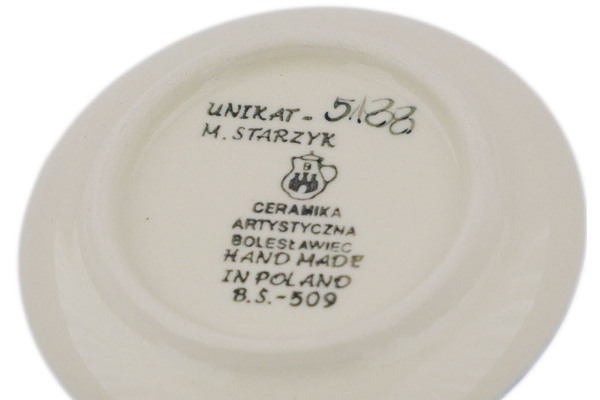 UNIKAT - 5188
M. STARZYK
CERAMIKA
ARTYSTYCZNA
BOLESŁAWIEC
HAND MADE
IN POLAND
B.S.-509